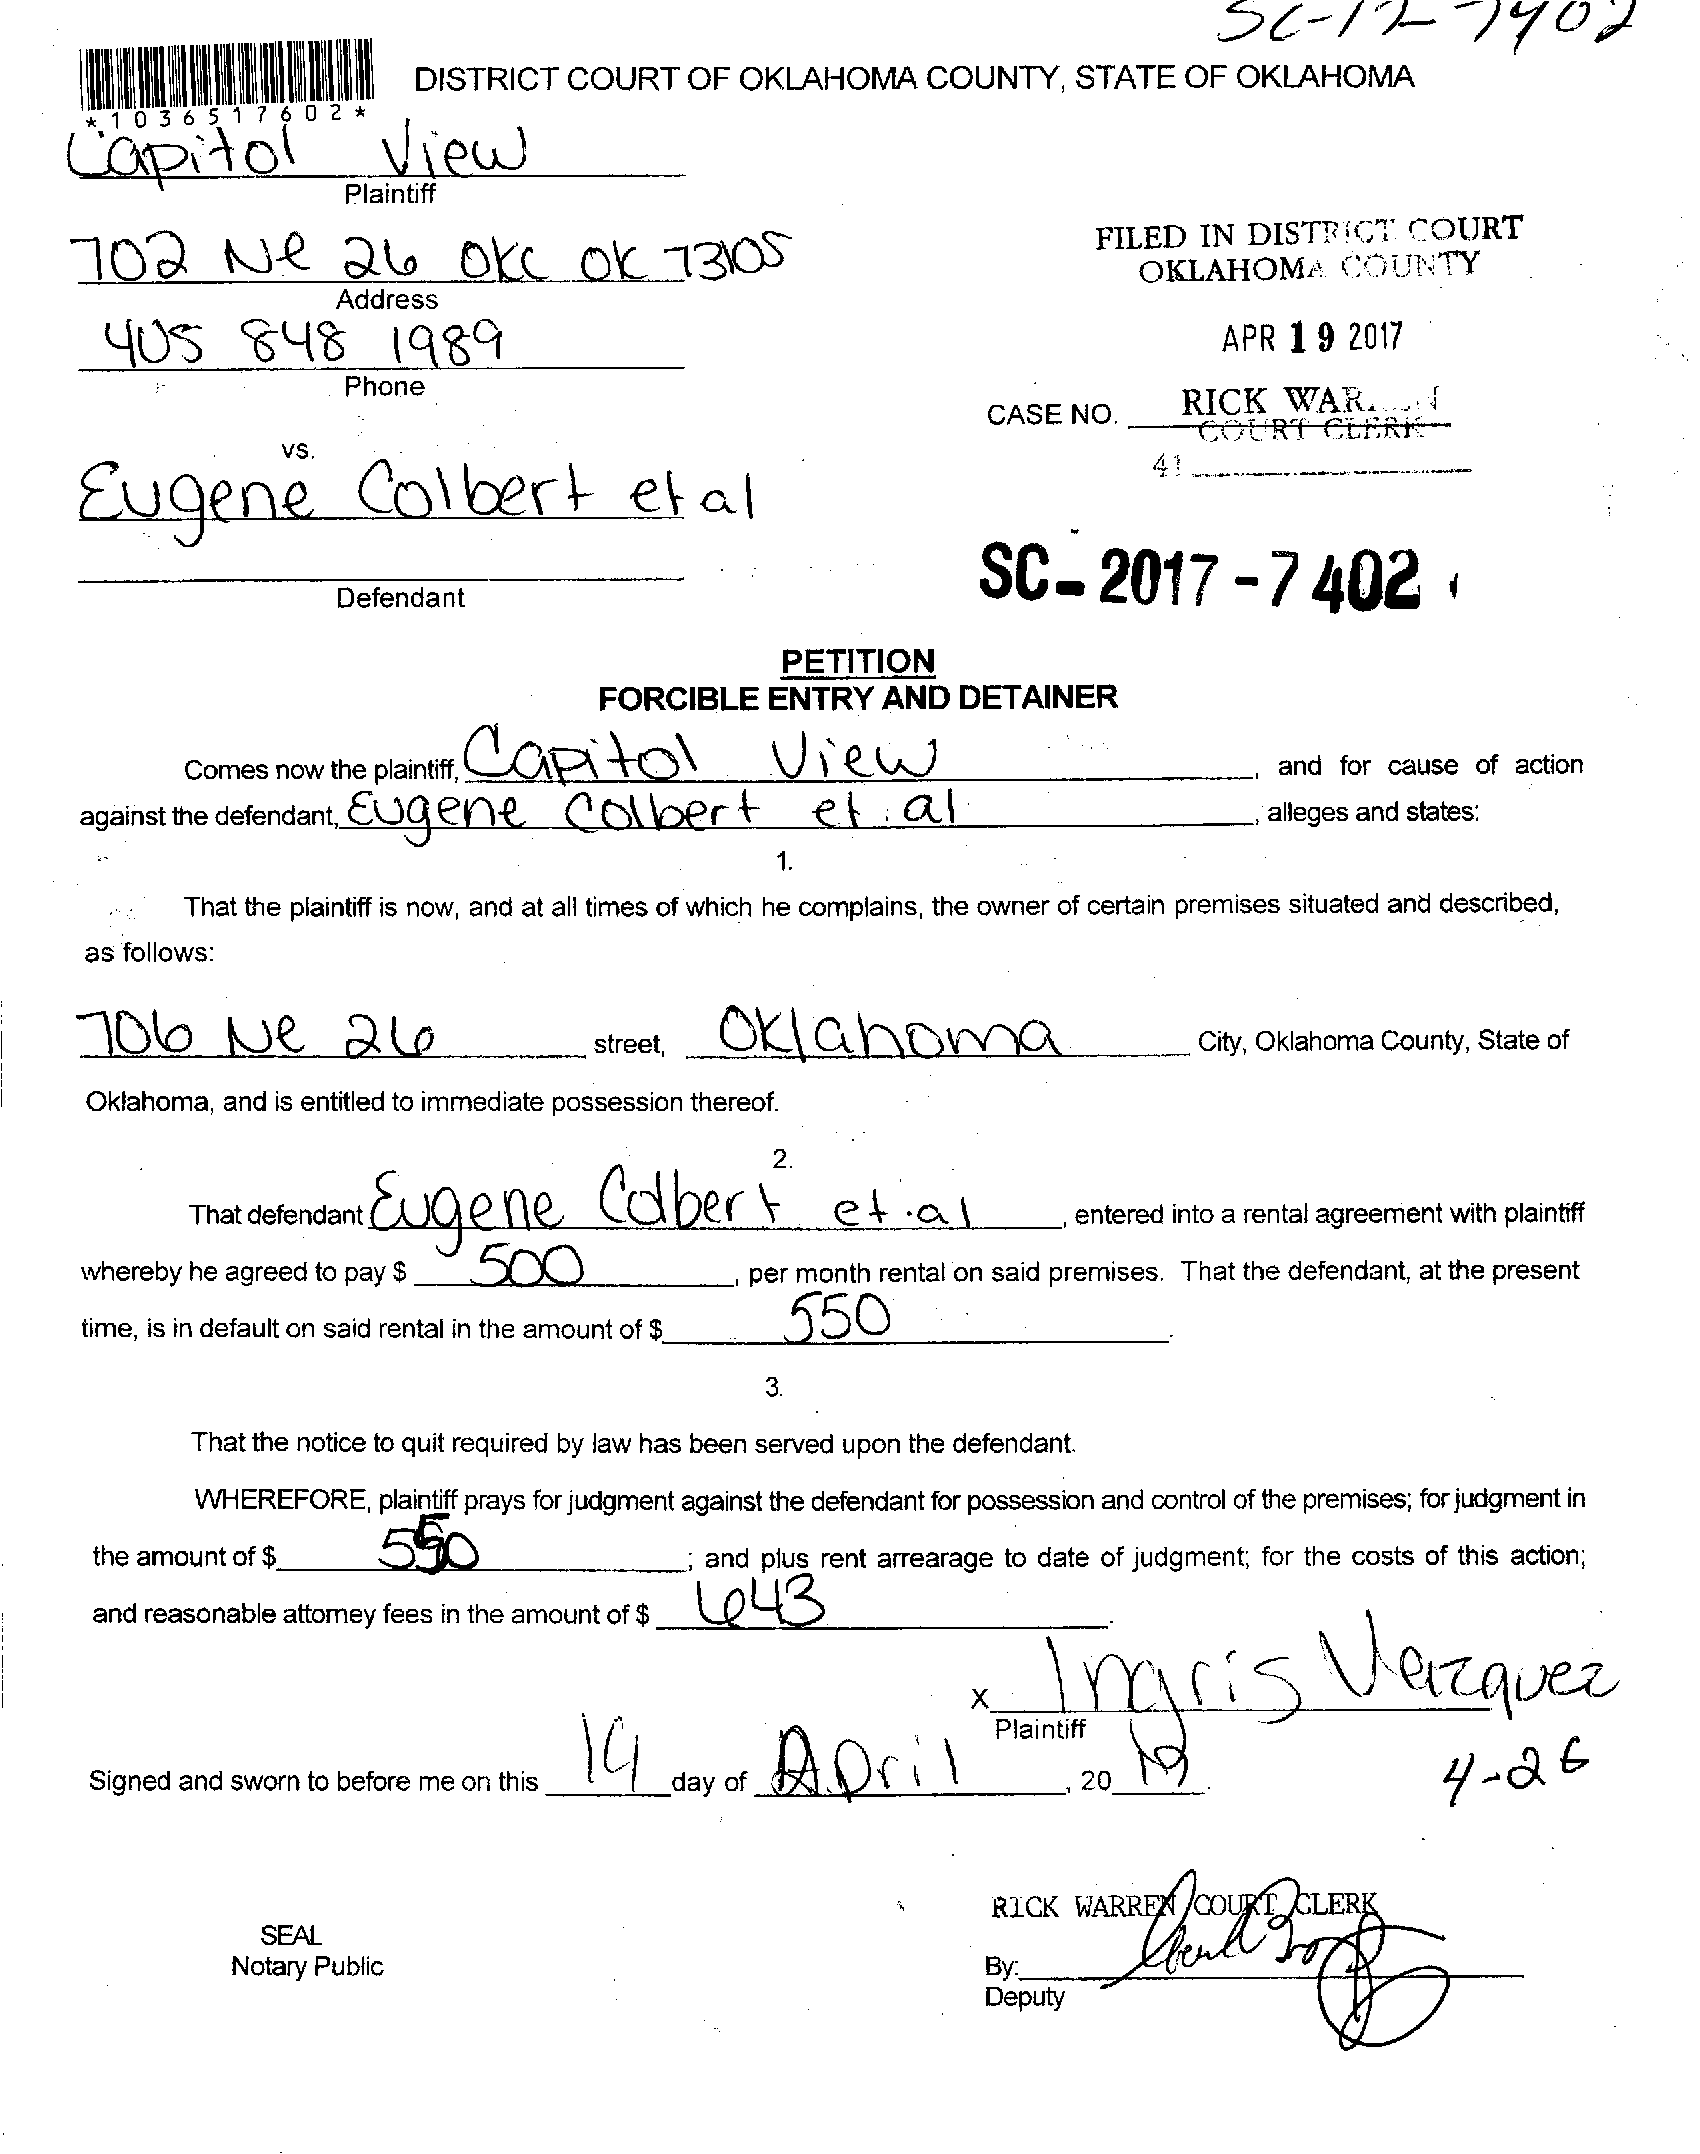 SC-17-7402
DISTRICT COURT OF OKLAHOMA COUNTY, STATE OF OKLAHOMA
*1036517602*
Capitol View
Plaintiff
702 Ne 26 OKC OK 73105
Address
405 848 1989
Phone
FILED IN DISTRICT COURT
OKLAHOMA COUNTY
APR 19 2017
RICK WAR
CASE NO.
COURT CLERK
41
vs.
Eugene Colbert et al
Defendant
SC-2017-7402
PETITION
FORCIBLE ENTRY AND DETAINER
Comes now the plaintiff, Capitol View, and for cause of action
against the defendant, Eugene Colbert et al, alleges and states:
1.
That the plaintiff is now, and at all times of which he complains, the owner of certain premises situated and described,
as follows:
706 Ne 26 street, Oklahoma City, Oklahoma County, State of
Oklahoma, and is entitled to immediate possession thereof.
2.
That defendant Eugene Colbert et al, entered into a rental agreement with plaintiff
whereby he agreed to pay $ 500, per month rental on said premises. That the defendant, at the present
time, is in default on said rental in the amount of $ 550.
3.
That the notice to quit required by law has been served upon the defendant.
WHEREFORE, plaintiff prays for judgment against the defendant for possession and control of the premises; for judgment in
the amount of $ 550; and plus rent arrearage to date of judgment; for the costs of this action;
and reasonable attorney fees in the amount of $ 643.
x Ingris Vazquez
Plaintiff
Signed and sworn to before me on this 19 day of April, 20 17.
4-26
RICK WARREN COURT CLERK
SEAL
Notary Public
By:
Deputy